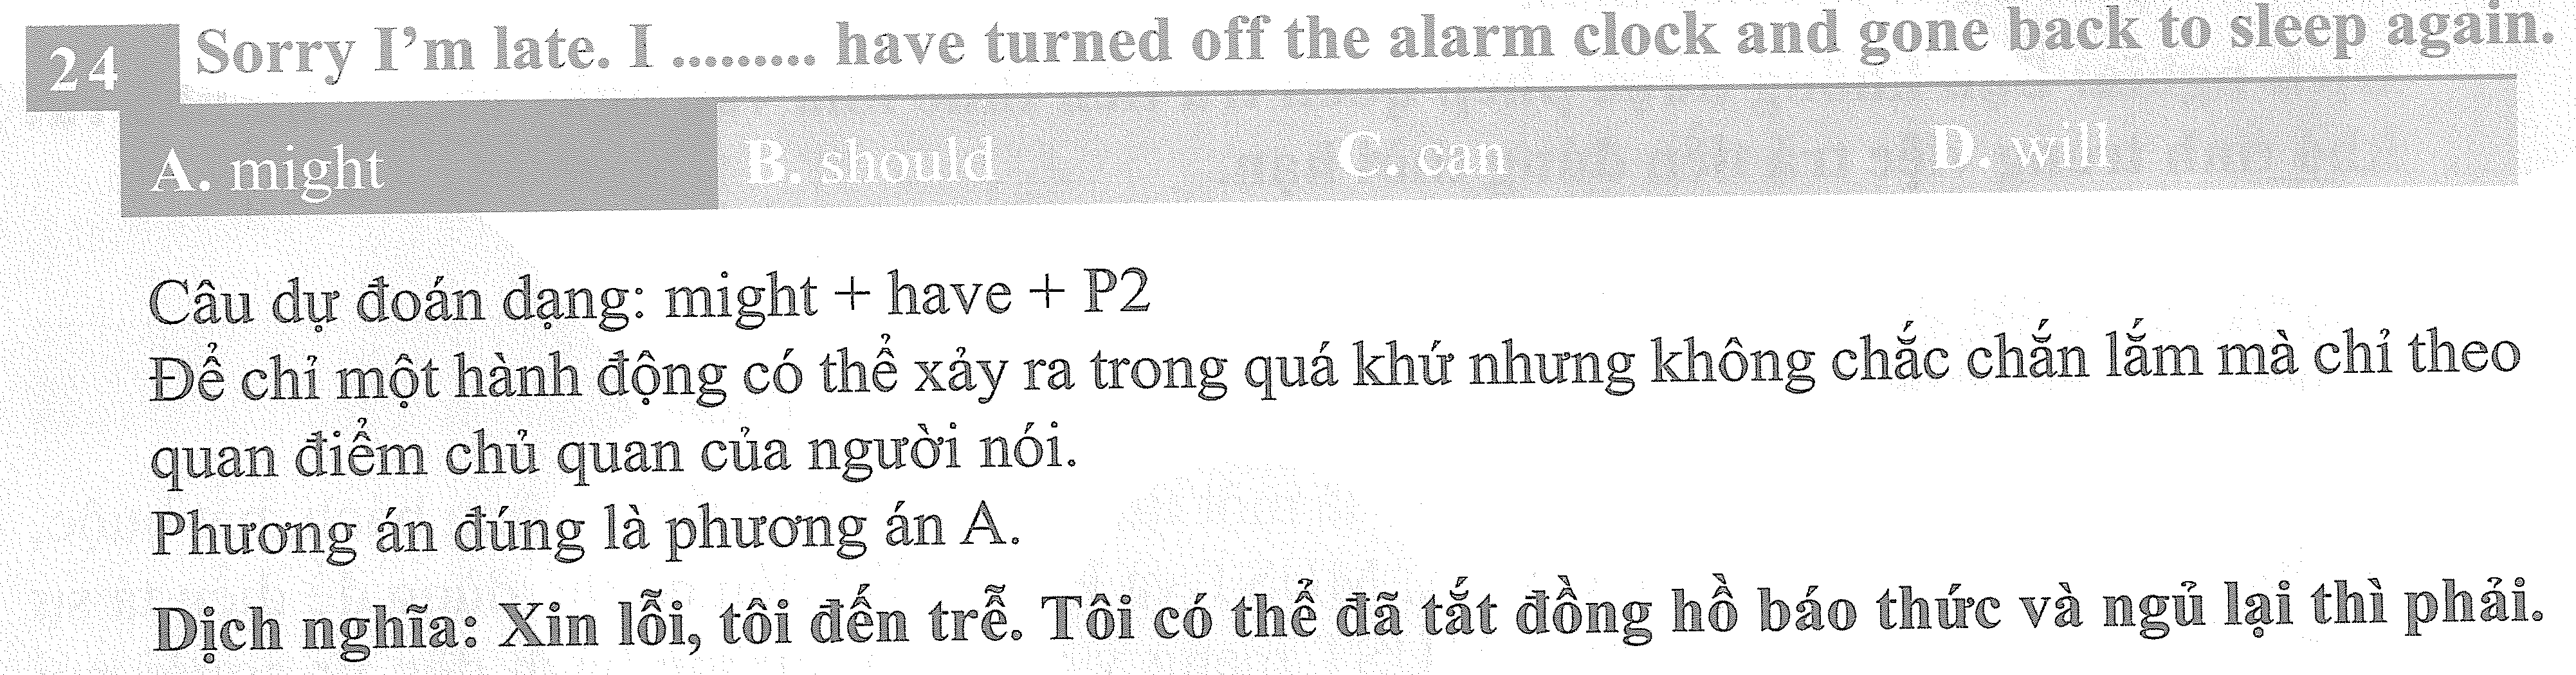 24 Sorry I'm late. I ......... have turned off the alarm clock and gone back to sleep again.
A. might B. should C. can D. will
Câu dự đoán dạng: might + have + P2
Để chỉ một hành động có thể xảy ra trong quá khứ nhưng không chắc chắn lắm mà chỉ theo
quan điểm chủ quan của người nói.
Phương án đúng là phương án A.
Dịch nghĩa: Xin lỗi, tôi đến trễ. Tôi có thể đã tắt đồng hồ báo thức và ngủ lại thì phải.